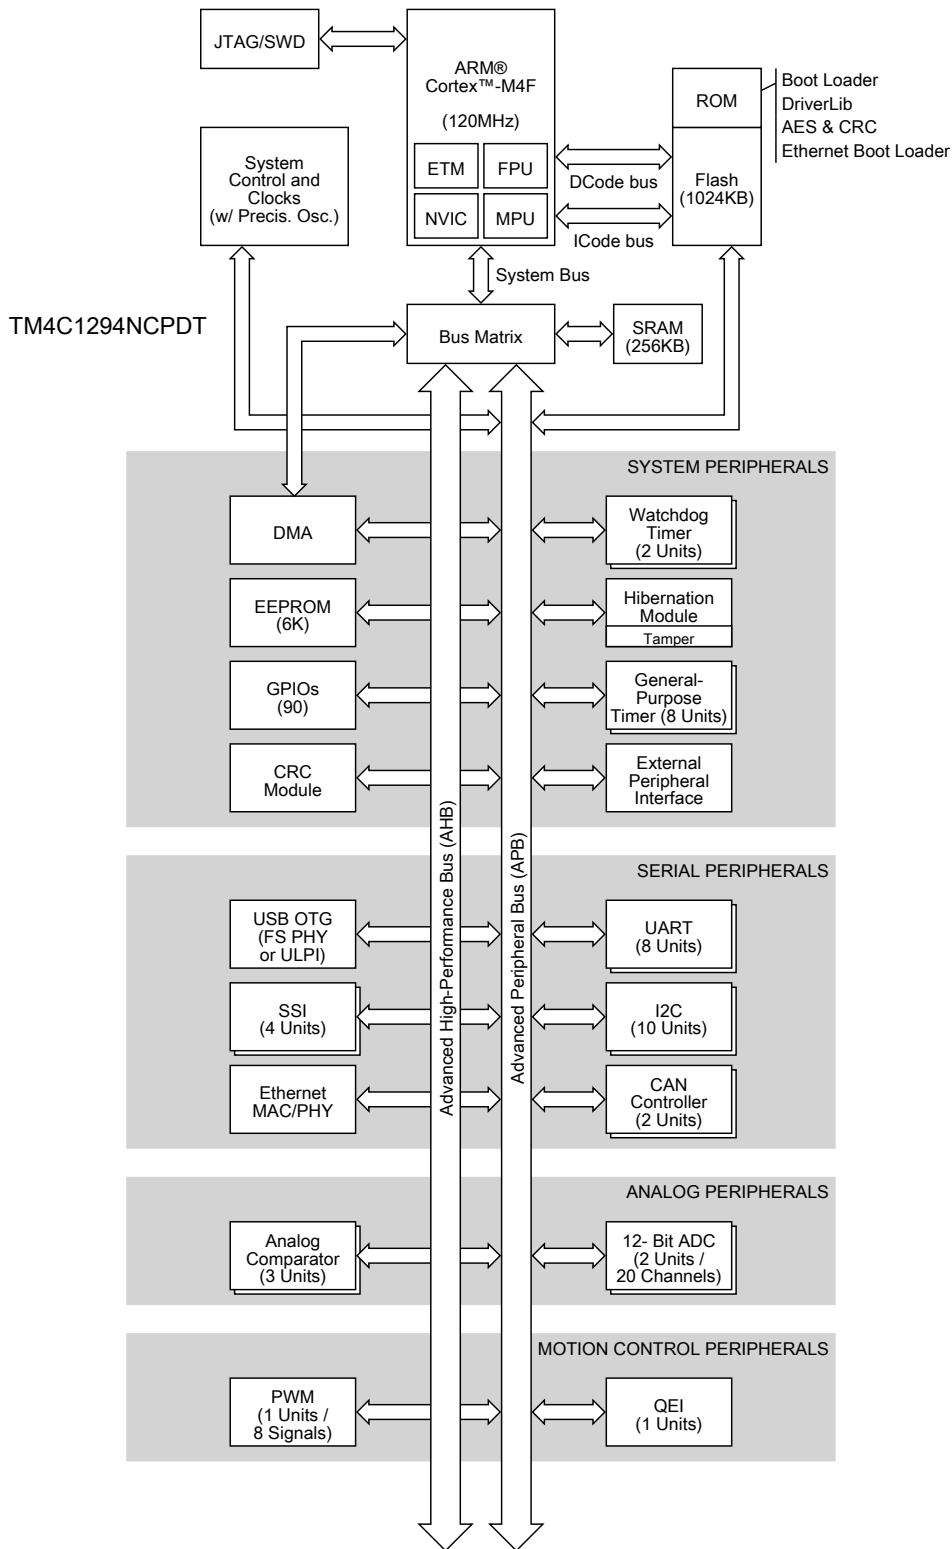 JTAG/SWD
ARM®
Cortex™-M4F
(120MHz)
ETM
FPU
NVIC
MPU
ROM
Flash
(1024KB)
Boot Loader
DriverLib
AES & CRC
Ethernet Boot Loader
DCode bus
ICode bus
System
Control and
Clocks
(w/ Precis. Osc.)
System Bus
TM4C1294NCPDT
Bus Matrix
SRAM
(256KB)
SYSTEM PERIPHERALS
DMA
Watchdog
Timer
(2 Units)
EEPROM
(6K)
Hibernation
Module
Tamper
GPIOs
(90)
General-
Purpose
Timer (8 Units)
CRC
Module
External
Peripheral
Interface
Advanced High-Performance Bus (AHB)
Advanced Peripheral Bus (APB)
SERIAL PERIPHERALS
USB OTG
(FS PHY
or ULPI)
UART
(8 Units)
SSI
(4 Units)
I2C
(10 Units)
Ethernet
MAC/PHY
CAN
Controller
(2 Units)
ANALOG PERIPHERALS
Analog
Comparator
(3 Units)
12- Bit ADC
(2 Units /
20 Channels)
MOTION CONTROL PERIPHERALS
PWM
(1 Units /
8 Signals)
QEI
(1 Units)